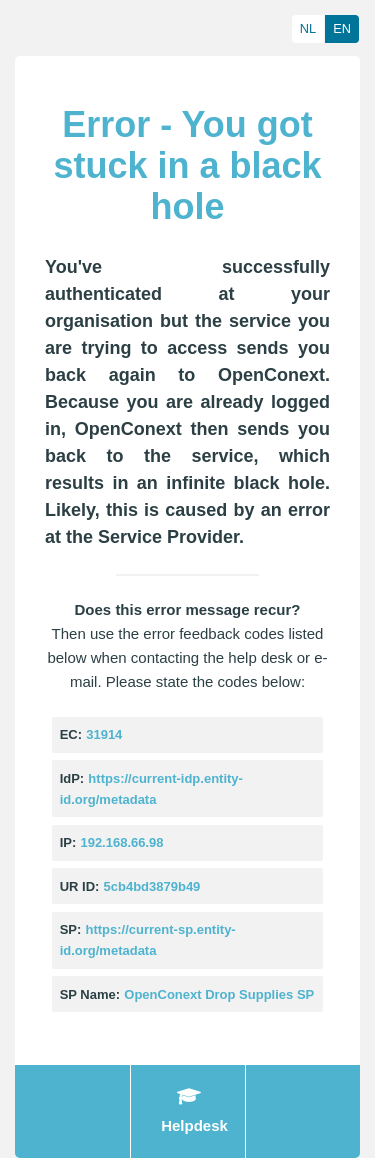 NL EN
Error - You got
stuck in a black
hole
You've successfully
authenticated at your
organisation but the service you
are trying to access sends you
back again to OpenConext.
Because you are already logged
in, OpenConext then sends you
back to the service, which
results in an infinite black hole.
Likely, this is caused by an error
at the Service Provider.
Does this error message recur?
Then use the error feedback codes listed
below when contacting the help desk or e-
mail. Please state the codes below:
EC: 31914
IdP: https://current-idp.entity-
id.org/metadata
IP: 192.168.66.98
UR ID: 5cb4bd3879b49
SP: https://current-sp.entity-
id.org/metadata
SP Name: OpenConext Drop Supplies SP
Helpdesk